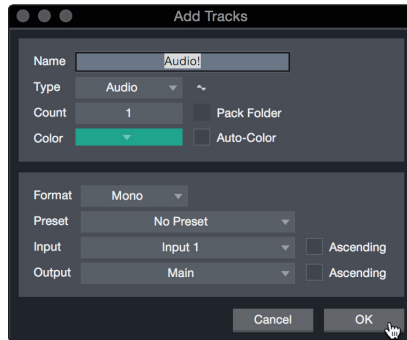 Add Tracks
Name Audio!
Type Audio
Count 1 Pack Folder
Color Auto-Color
Format Mono
Preset No Preset
Input Input 1 Ascending
Output Main Ascending
Cancel OK